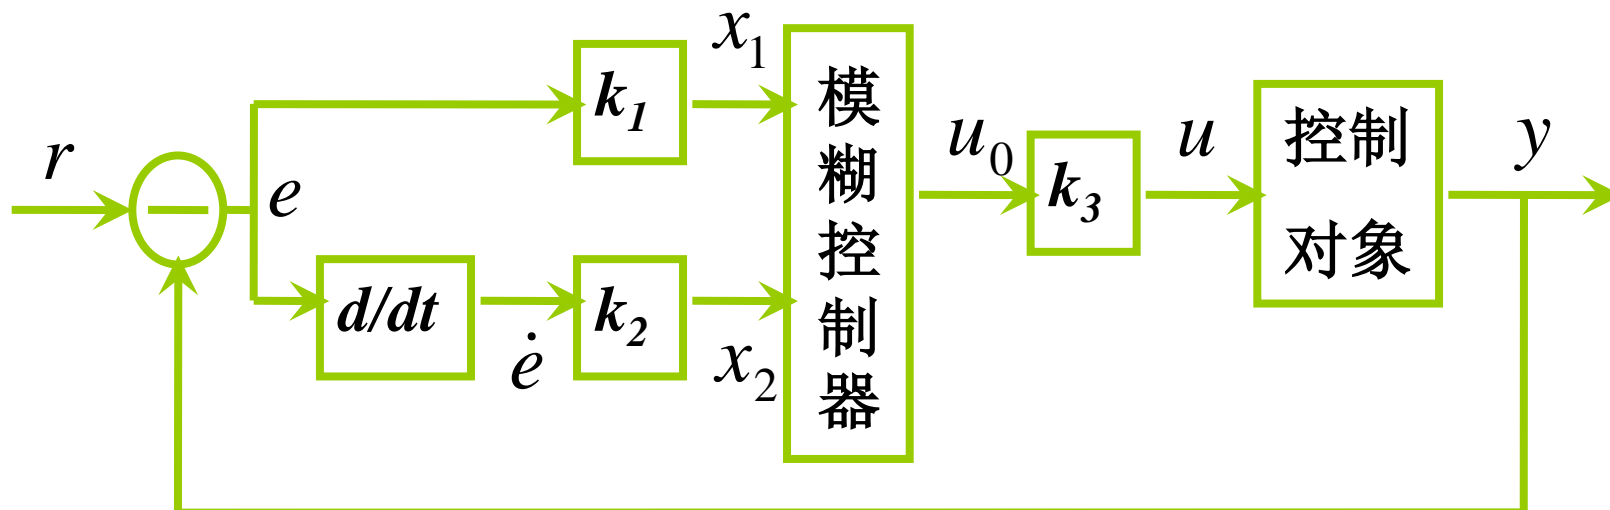 r
e
k₁
d/dt
ė
k₂
x₁
x₂
模
糊
控
制
器
u₀
k₃
u
控制
对象
y